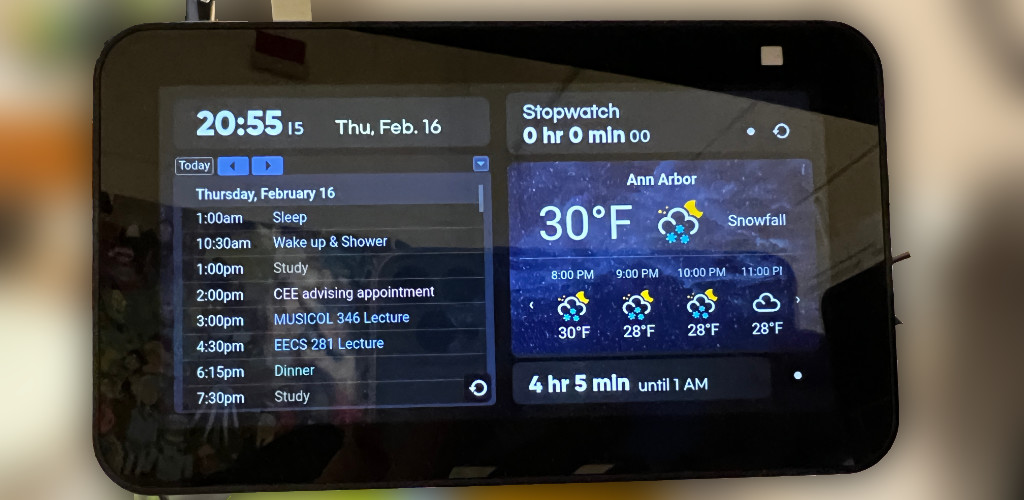 20:55 15 Thu, Feb. 16
Today
Thursday, February 16
1:00am Sleep
10:30am Wake up & Shower
1:00pm Study
2:00pm CEE advising appointment
3:00pm MUSICOL 346 Lecture
4:30pm EECS 281 Lecture
6:15pm Dinner
7:30pm Study
Stopwatch
0 hr 0 min 00
Ann Arbor
30°F Snowfall
8:00 PM 9:00 PM 10:00 PM 11:00 PI
30°F 28°F 28°F 28°F
4 hr 5 min until 1 AM